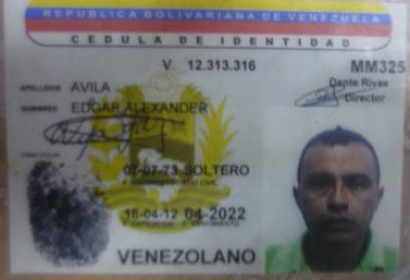 REPUBLICA BOLIVARIANA DE VENEZUELA
CEDULA DE IDENTIDAD
V 12.313.316
MM325
Dante Rivas
Director
APELLIDOS AVILA
NOMBRES EDGAR ALEXANDER
07-07-73 SOLTERO
18-04-12 04-2022
VENEZOLANO